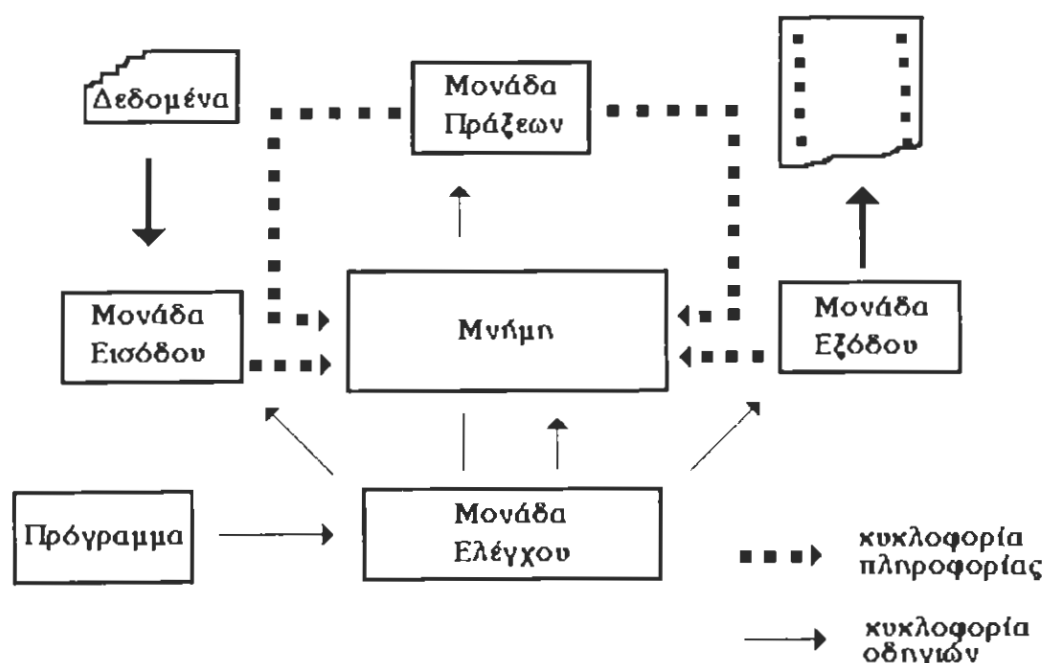 Δεδομένα
Μονάδα
Πράξεων
Μονάδα
Εισόδου
Μνήμη
Μονάδα
Εξόδου
Πρόγραμμα
Μονάδα
Ελέγχου
κυκλοφορία
πληροφορίας
κυκλοφορία
οδηγιών